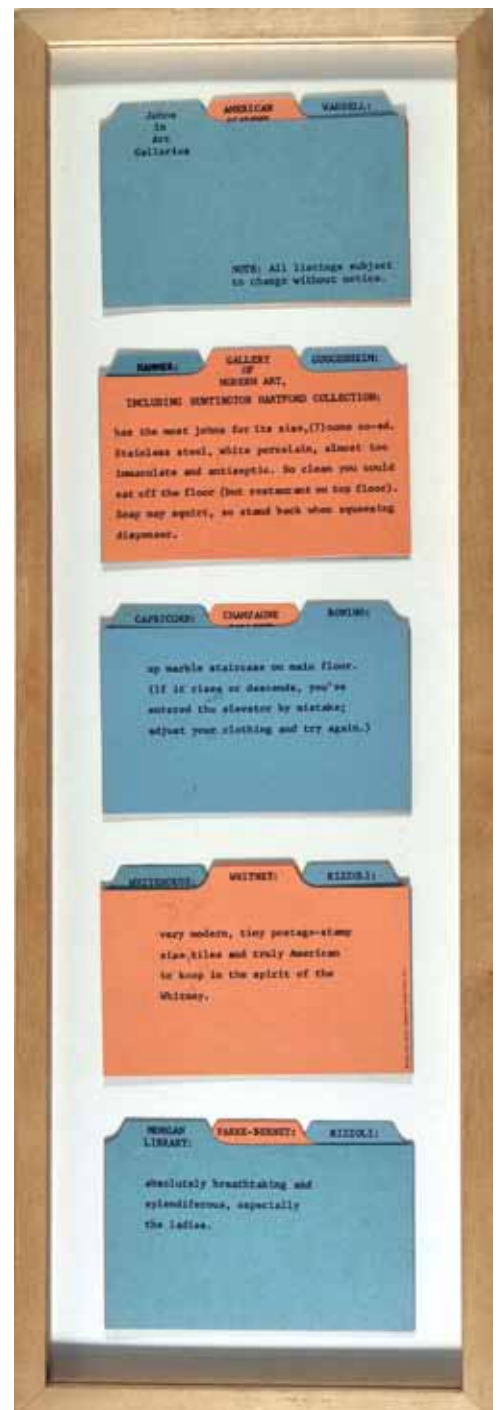 Johns
in
Art
Galleries
AMERICAN
WADDELL:
NOTE: All listings subject
to change without notice.
HAMMER:
GALLERY
OF
MODERN ART,
GUGGENHEIM:
INCLUDING HUNTINGTON HARTFORD COLLECTION:
has the most johns for its size,(7)none co-ed.
Stainless steel, white porcelain, almost too
immaculate and antiseptic. So clean you could
eat off the floor (but restaurant on top floor).
Soap may squirt, so stand back when squeezing
dispenser.
CAPRICORN:
CHAMPAGNE
BONINO:
up marble staircase on main floor.
(If it rises or descends, you've
entered the elevator by mistake;
adjust your clothing and try again.)
WHITEHOUSE:
WHITNEY:
RIZZOLI:
very modern, tiny postage-stamp
size tiles and truly American
to keep in the spirit of the
Whitney.
MORGAN
LIBRARY:
PARKE-BERNET:
RIZZOLI:
absolutely breathtaking and
splendiferous, especially
the ladies.